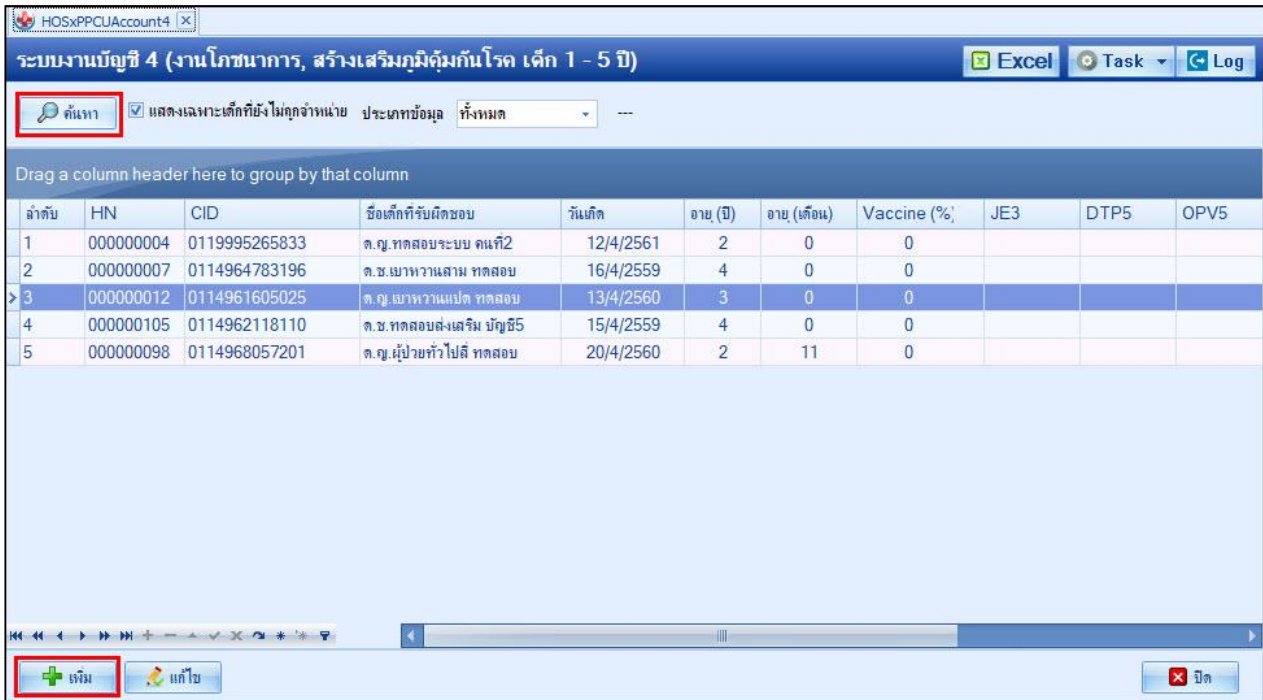 HOSxPPCUAccount4
ระบบงานบัญชี 4 (งานโภชนาการ, สร้างเสริมภูมิคุ้มกันโรค เด็ก 1 - 5 ปี) Excel Task Log
ค้นหา แสดงเฉพาะเด็กที่ยังไม่ถูกจำหน่าย ประเภทข้อมูล ทั้งหมด ---
Drag a column header here to group by that column
ลำดับ HN CID ชื่อเด็กที่รับผิดชอบ วันเกิด อายุ (ปี) อายุ (เดือน) Vaccine (%) JE3 DTP5 OPV5
1 000000004 0119995265833 ด.ญ.ทดสอบระบบ คนที่2 12/4/2561 2 0 0
2 000000007 0114964783196 ด.ช.เบาหวานสาม ทดสอบ 16/4/2559 4 0 0
3 000000012 0114961605025 ด.ญ.เบาหวานแปด ทดสอบ 13/4/2560 3 0 0
4 000000105 0114962118110 ด.ช.ทดสอบส่งเสริม บัญชี5 15/4/2559 4 0 0
5 000000098 0114968057201 ด.ญ.ผู้ป่วยทั่วไปสี่ ทดสอบ 20/4/2560 2 11 0
เพิ่ม แก้ไข ปิด